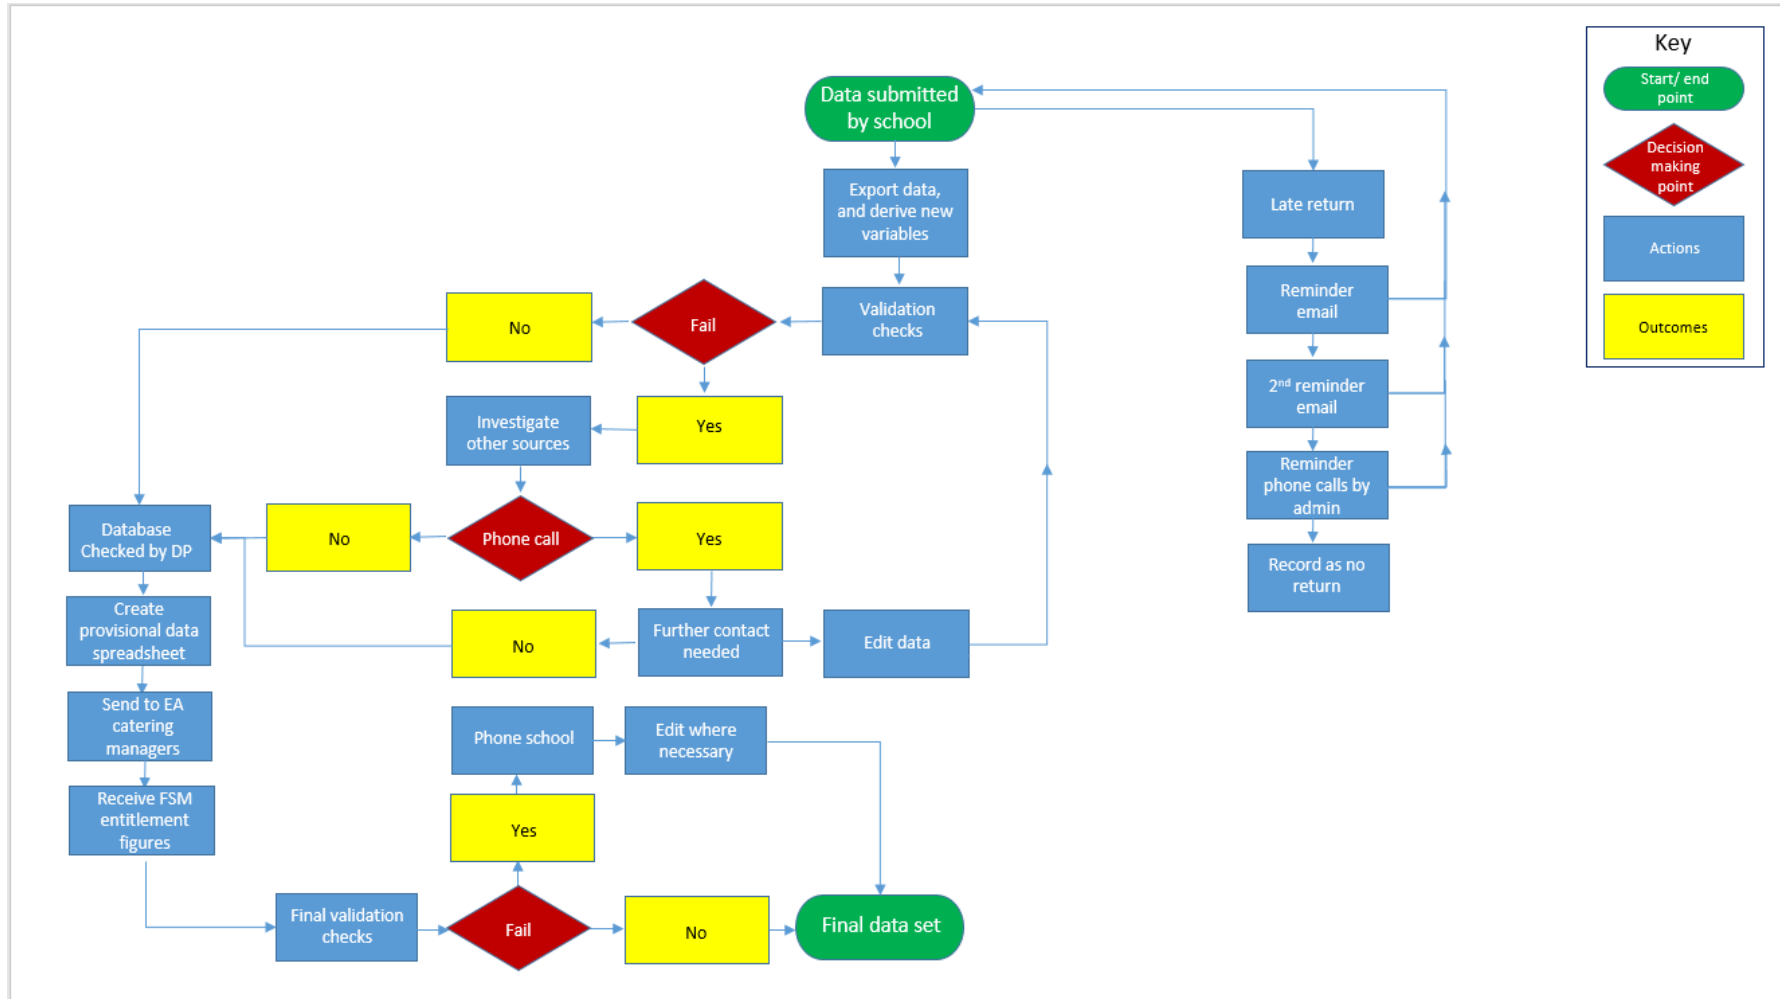 Key
Start/ end
point
Decision
making
point
Actions
Outcomes
Data submitted
by school
Export data,
and derive new
variables
Validation
checks
Fail
No
Yes
Investigate
other sources
Phone call
No
Yes
Database
Checked by DP
Create
provisional data
spreadsheet
Send to EA
catering
managers
Receive FSM
entitlement
figures
Further contact
needed
No
Edit data
Phone school
Edit where
necessary
Yes
Final validation
checks
Fail
No
Final data set
Late return
Reminder
email
2nd reminder
email
Reminder
phone calls by
admin
Record as no
return